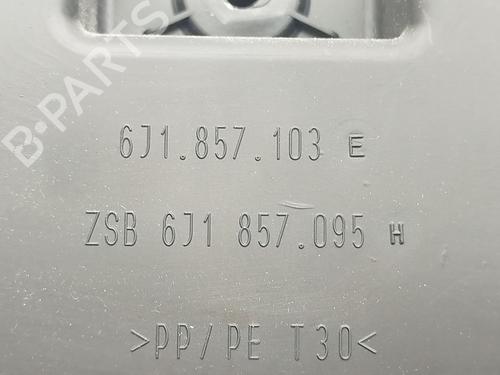 B-PARTS
6J1.857.103 E
ZSB 6J1 857.095 H
>PP/PE T30<